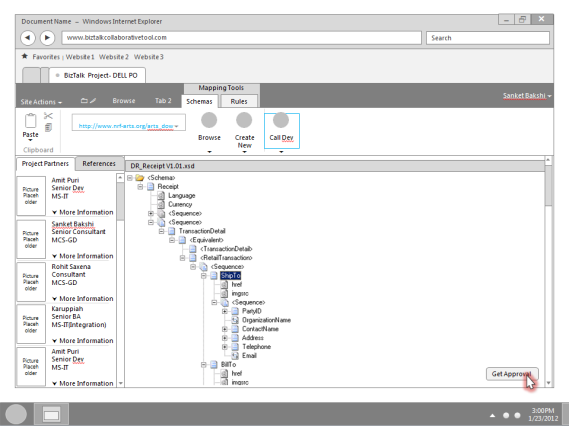 Document Name – Windows Internet Explorer
www.biztalkcollaborativetool.com
Search
Favorites | Website1 Website2 Website3
BizTalk Project- DELL PO
Mapping Tools
Site Actions
Browse
Tab 2
Schemas
Rules
Sanket Bakshi
Paste
Clipboard
http://www.nrf-arts.org/arts_dow
Browse
Create New
Call Dev
Project Partners
References
DR_Receipt V1.01.xsd
Picture Placeholder
Amit Puri
Senior Dev
MS-IT
More Information
Picture Placeholder
Sanket Bakshi
Senior Consultant
MCS-GD
More Information
Picture Placeholder
Rohit Saxena
Consultant
MCS-GD
More Information
Picture Placeholder
Karuppiah
Senior BA
MS-IT(Integration)
More Information
Picture Placeholder
Amit Puri
Senior Dev
MS-IT
More Information
<Schema>
Receipt
Language
Currency
<Sequence>
<Sequence>
TransactionDetail
<Equivalent>
<TransactionDetail>
<RetailTransaction>
<Sequence>
ShipTo
href
imgsrc
<Sequence>
PartyID
OrganizationName
ContactName
Address
Telephone
Email
BillTo
href
imgsrc
Get Approval
3:00PM
1/23/2012